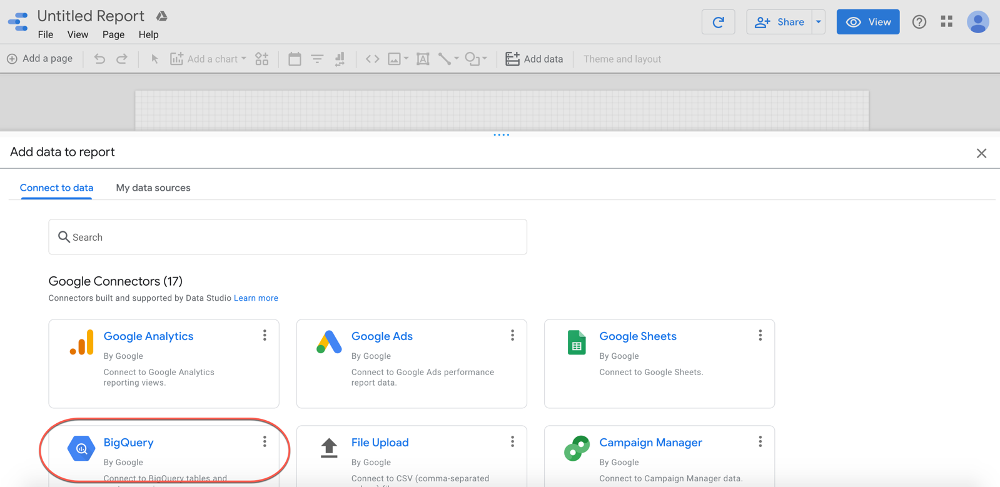 Untitled Report
File View Page Help
Share
View
Add a page
Add a chart
Add data
Theme and layout
Add data to report
Connect to data
My data sources
Search
Google Connectors (17)
Connectors built and supported by Data Studio Learn more
Google Analytics
By Google
Connect to Google Analytics
reporting views.
Google Ads
By Google
Connect to Google Ads performance
report data.
Google Sheets
By Google
Connect to Google Sheets.
BigQuery
By Google
Connect to BigQuery tables and
File Upload
By Google
Connect to CSV (comma-separated
Campaign Manager
By Google
Connect to Campaign Manager data.